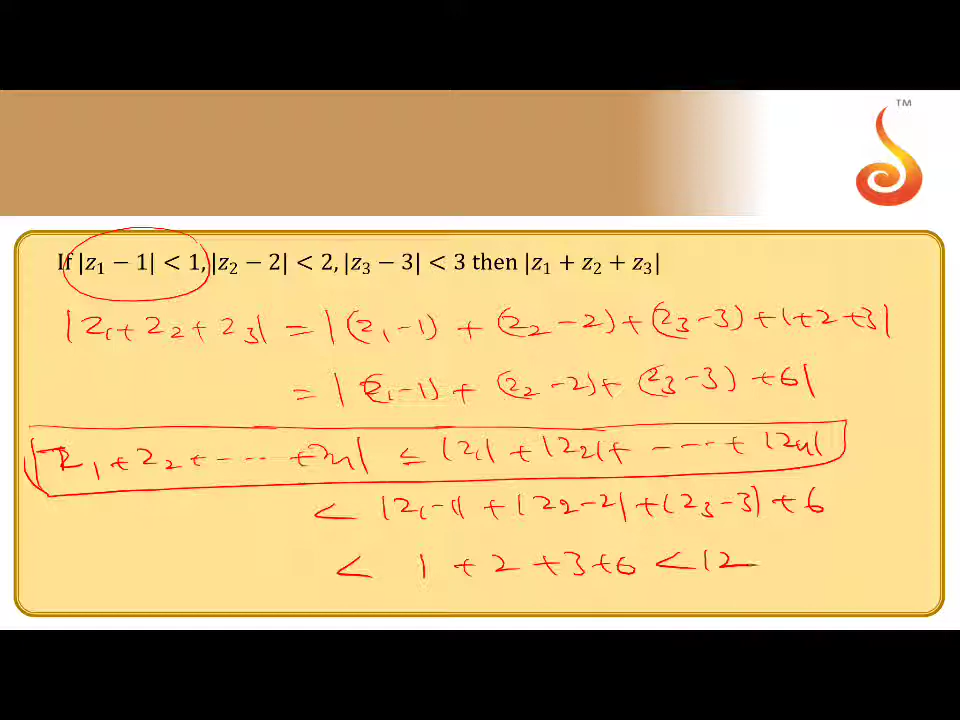 TM
If |z₁ − 1| < 1, |z₂ − 2| < 2, |z₃ − 3| < 3 then |z₁ + z₂ + z₃|
|z₁ + z₂ + z₃| = |(z₁ − 1) + (z₂ − 2) + (z₃ − 3) + 1 + 2 + 3|
= |(z₁ − 1) + (z₂ − 2) + (z₃ − 3) + 6|
|z₁ + z₂ + ⋯ + zₙ| ≤ |z₁| + |z₂| + ⋯ + |zₙ|
< |z₁ − 1| + |z₂ − 2| + |z₃ − 3| + 6
< 1 + 2 + 3 + 6 < 12